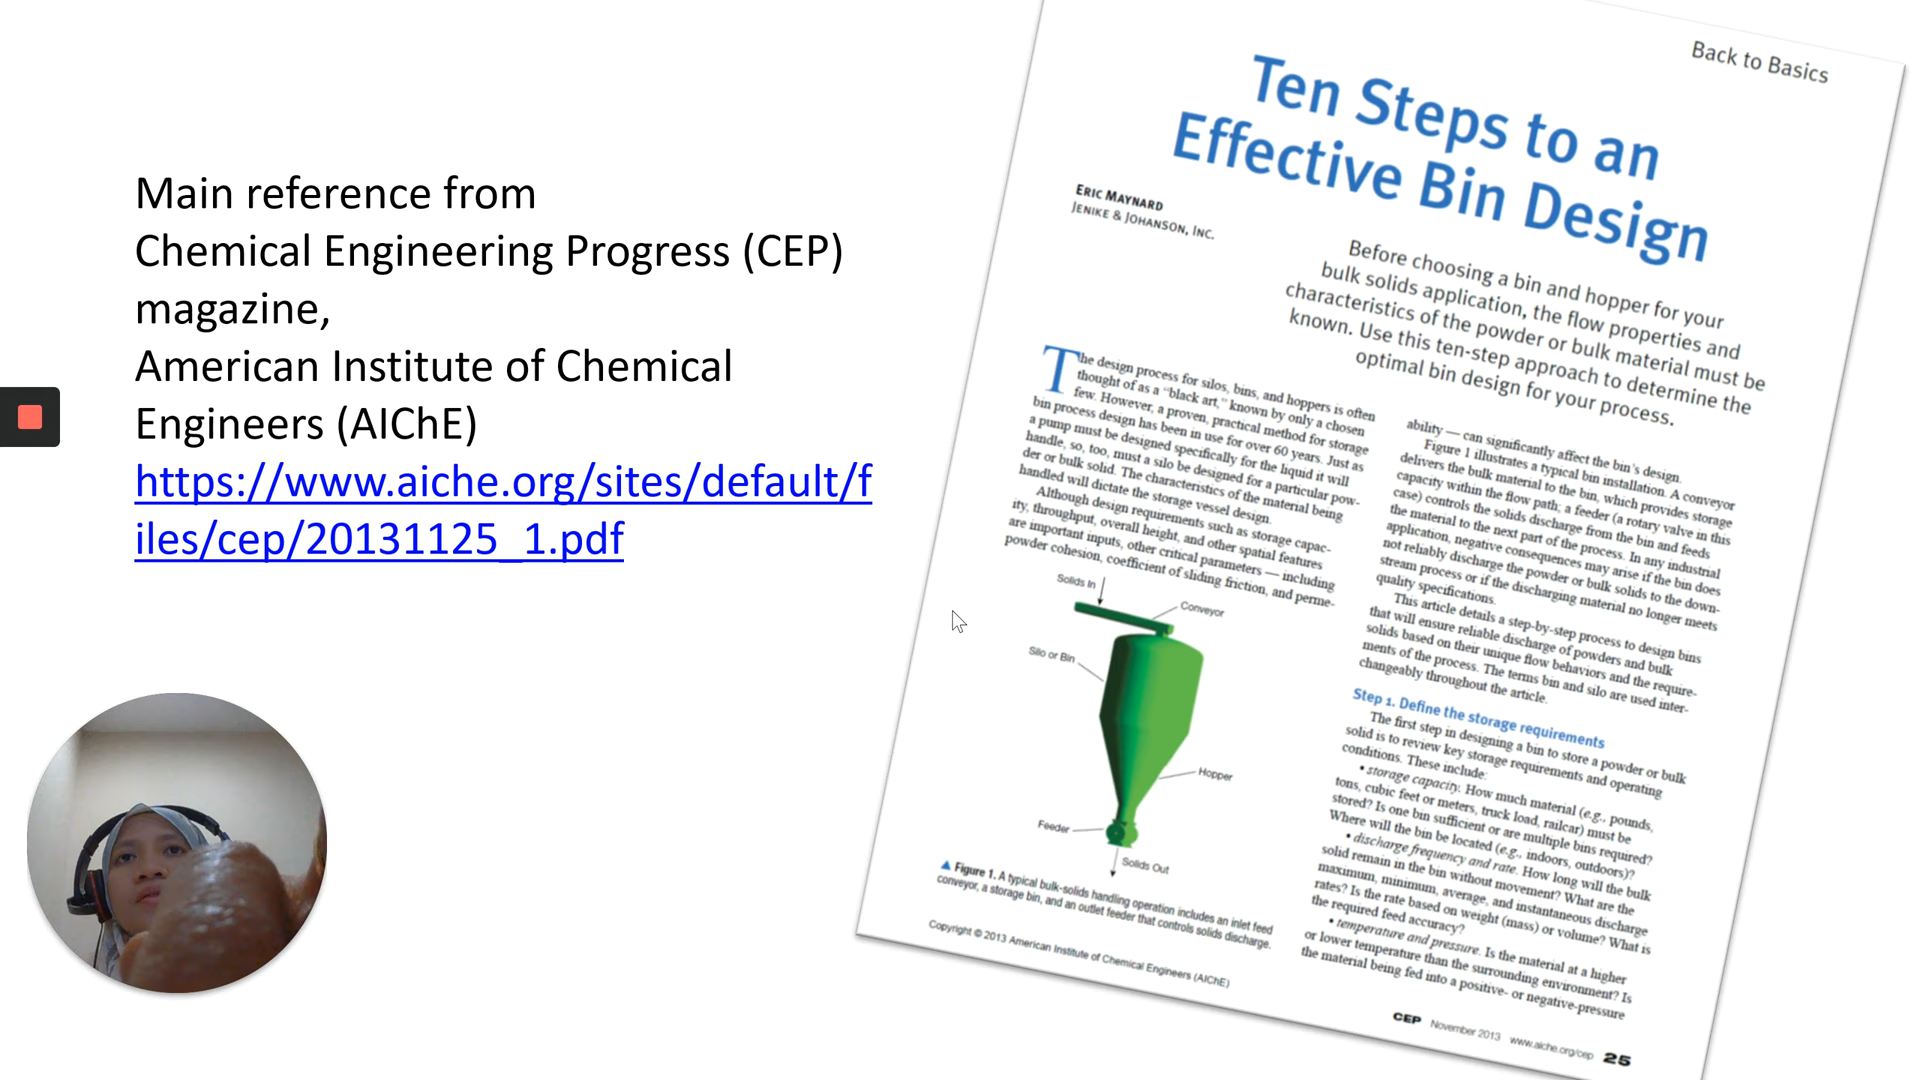 Main reference from
Chemical Engineering Progress (CEP)
magazine,
American Institute of Chemical
Engineers (AIChE)
https://www.aiche.org/sites/default/f
iles/cep/20131125_1.pdf
Back to Basics
Ten Steps to an
Effective Bin Design
ERIC MAYNARD
JENIKE & JOHANSON, INC.
Before choosing a bin and hopper for your
bulk solids application, the flow properties and
characteristics of the powder or bulk material must be
known. Use this ten-step approach to determine the
optimal bin design for your process.
The design process for silos, bins, and hoppers is often
thought of as a “black art,” known by only a chosen
few. However, a proven, practical method for storage
bin process design has been in use for over 60 years. Just as
a pump must be designed specifically for the liquid it will
handle, so, too, must a silo be designed for a particular pow-
der or bulk solid. The characteristics of the material being
handled will dictate the storage vessel design.
Although design requirements such as storage capac-
ity, throughput, overall height, and other spatial features
are important inputs, other critical parameters — including
powder cohesion, coefficient of sliding friction, and perme-
Solids In
Conveyor
Silo or Bin
Hopper
Feeder
Solids Out
▲ Figure 1. A typical bulk-solids handling operation includes an inlet feed
conveyor, a storage bin, and an outlet feeder that controls solids discharge.
Copyright © 2013 American Institute of Chemical Engineers (AIChE)
ability — can significantly affect the bin’s design.
Figure 1 illustrates a typical bin installation. A conveyor
delivers the bulk material to the bin, which provides storage
capacity within the flow path; a feeder (a rotary valve in this
case) controls the solids discharge from the bin and feeds
the material to the next part of the process. In any industrial
application, negative consequences may arise if the bin does
not reliably discharge the powder or bulk solids to the down-
stream process or if the discharging material no longer meets
quality specifications.
This article details a step-by-step process to design bins
that will ensure reliable discharge of powders and bulk
solids based on their unique flow behaviors and the require-
ments of the process. The terms bin and silo are used inter-
changeably throughout the article.
Step 1. Define the storage requirements
The first step in designing a bin to store a powder or bulk
solid is to review key storage requirements and operating
conditions. These include:
• storage capacity. How much material (e.g., pounds,
tons, cubic feet or meters, truck load, railcar) must be
stored? Is one bin sufficient or are multiple bins required?
Where will the bin be located (e.g., indoors, outdoors)?
• discharge frequency and rate. How long will the bulk
solid remain in the bin without movement? What are the
maximum, minimum, average, and instantaneous discharge
rates? Is the rate based on weight (mass) or volume? What is
the required feed accuracy?
• temperature and pressure. Is the material at a higher
or lower temperature than the surrounding environment? Is
the material being fed into a positive- or negative-pressure
CEP November 2013 www.aiche.org/cep 25